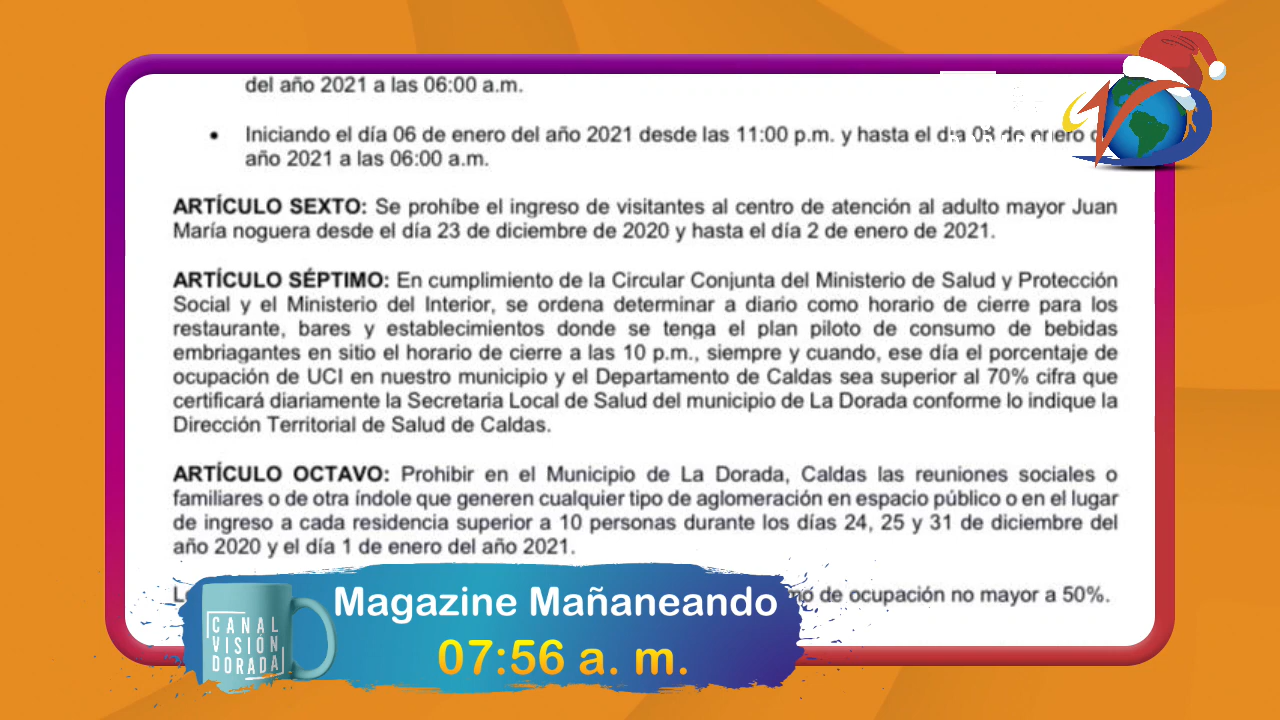 del año 2021 a las 06:00 a.m.
• Iniciando el día 06 de enero del año 2021 desde las 11:00 p.m. y hasta el día de enero
año 2021 a las 06:00 a.m.
ARTÍCULO SEXTO: Se prohíbe el ingreso de visitantes al centro de atención al adulto mayor Juan
María noguera desde el día 23 de diciembre de 2020 y hasta el día 2 de enero de 2021.
ARTÍCULO SÉPTIMO: En cumplimiento de la Circular Conjunta del Ministerio de Salud y Protección
Social y el Ministerio del Interior, se ordena determinar a diario como horario de cierre para los
restaurante, bares y establecimientos donde se tenga el plan piloto de consumo de bebidas
embriagantes en sitio el horario de cierre a las 10 p.m., siempre y cuando, ese día el porcentaje de
ocupación de UCI en nuestro municipio y el Departamento de Caldas sea superior al 70% cifra que
certificará diariamente la Secretaria Local de Salud del municipio de La Dorada conforme lo indique la
Dirección Territorial de Salud de Caldas.
ARTÍCULO OCTAVO: Prohibir en el Municipio de La Dorada, Caldas las reuniones sociales o
familiares o de otra índole que generen cualquier tipo de aglomeración en espacio público o en el lugar
de ingreso a cada residencia superior a 10 personas durante los días 24, 25 y 31 de diciembre del
año 2020 y el día 1 de enero del año 2021.
de ocupación no mayor a 50%.
CANAL
VISIÓN
DORADA
Magazine Mañaneando
07:56 a. m.